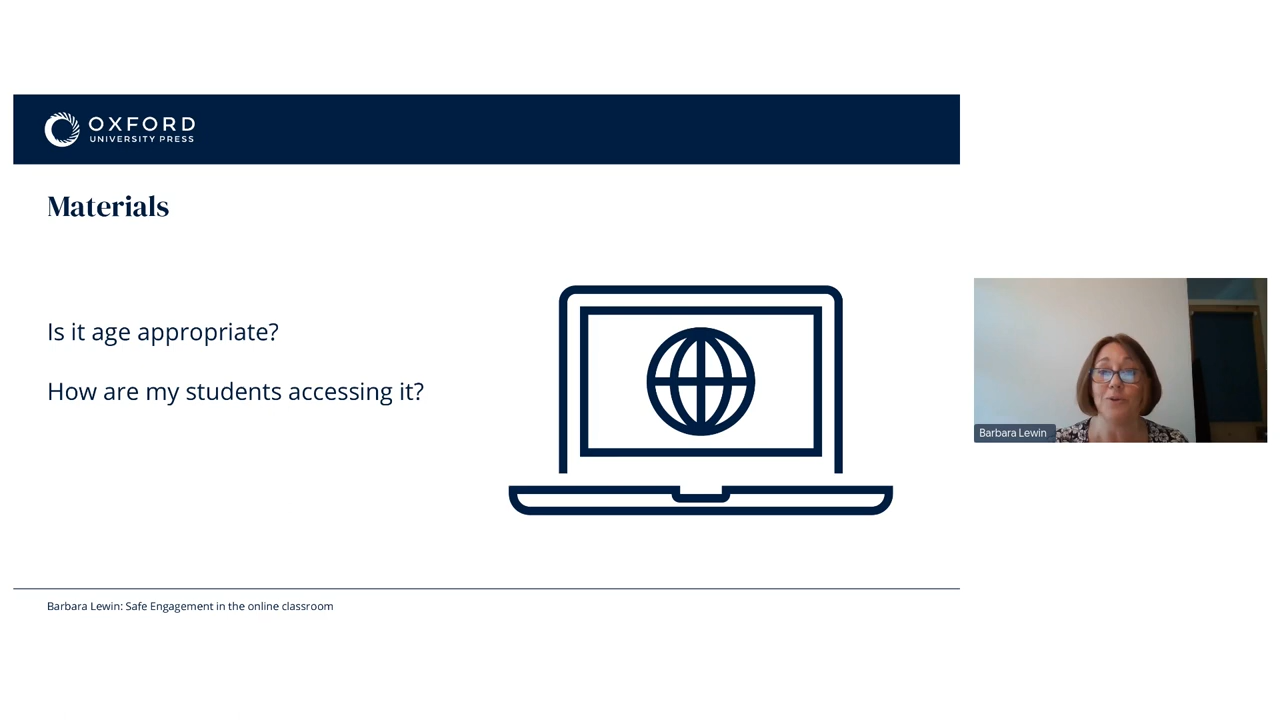 OXFORD
UNIVERSITY PRESS
Materials
Is it age appropriate?
How are my students accessing it?
Barbara Lewin
Barbara Lewin: Safe Engagement in the online classroom